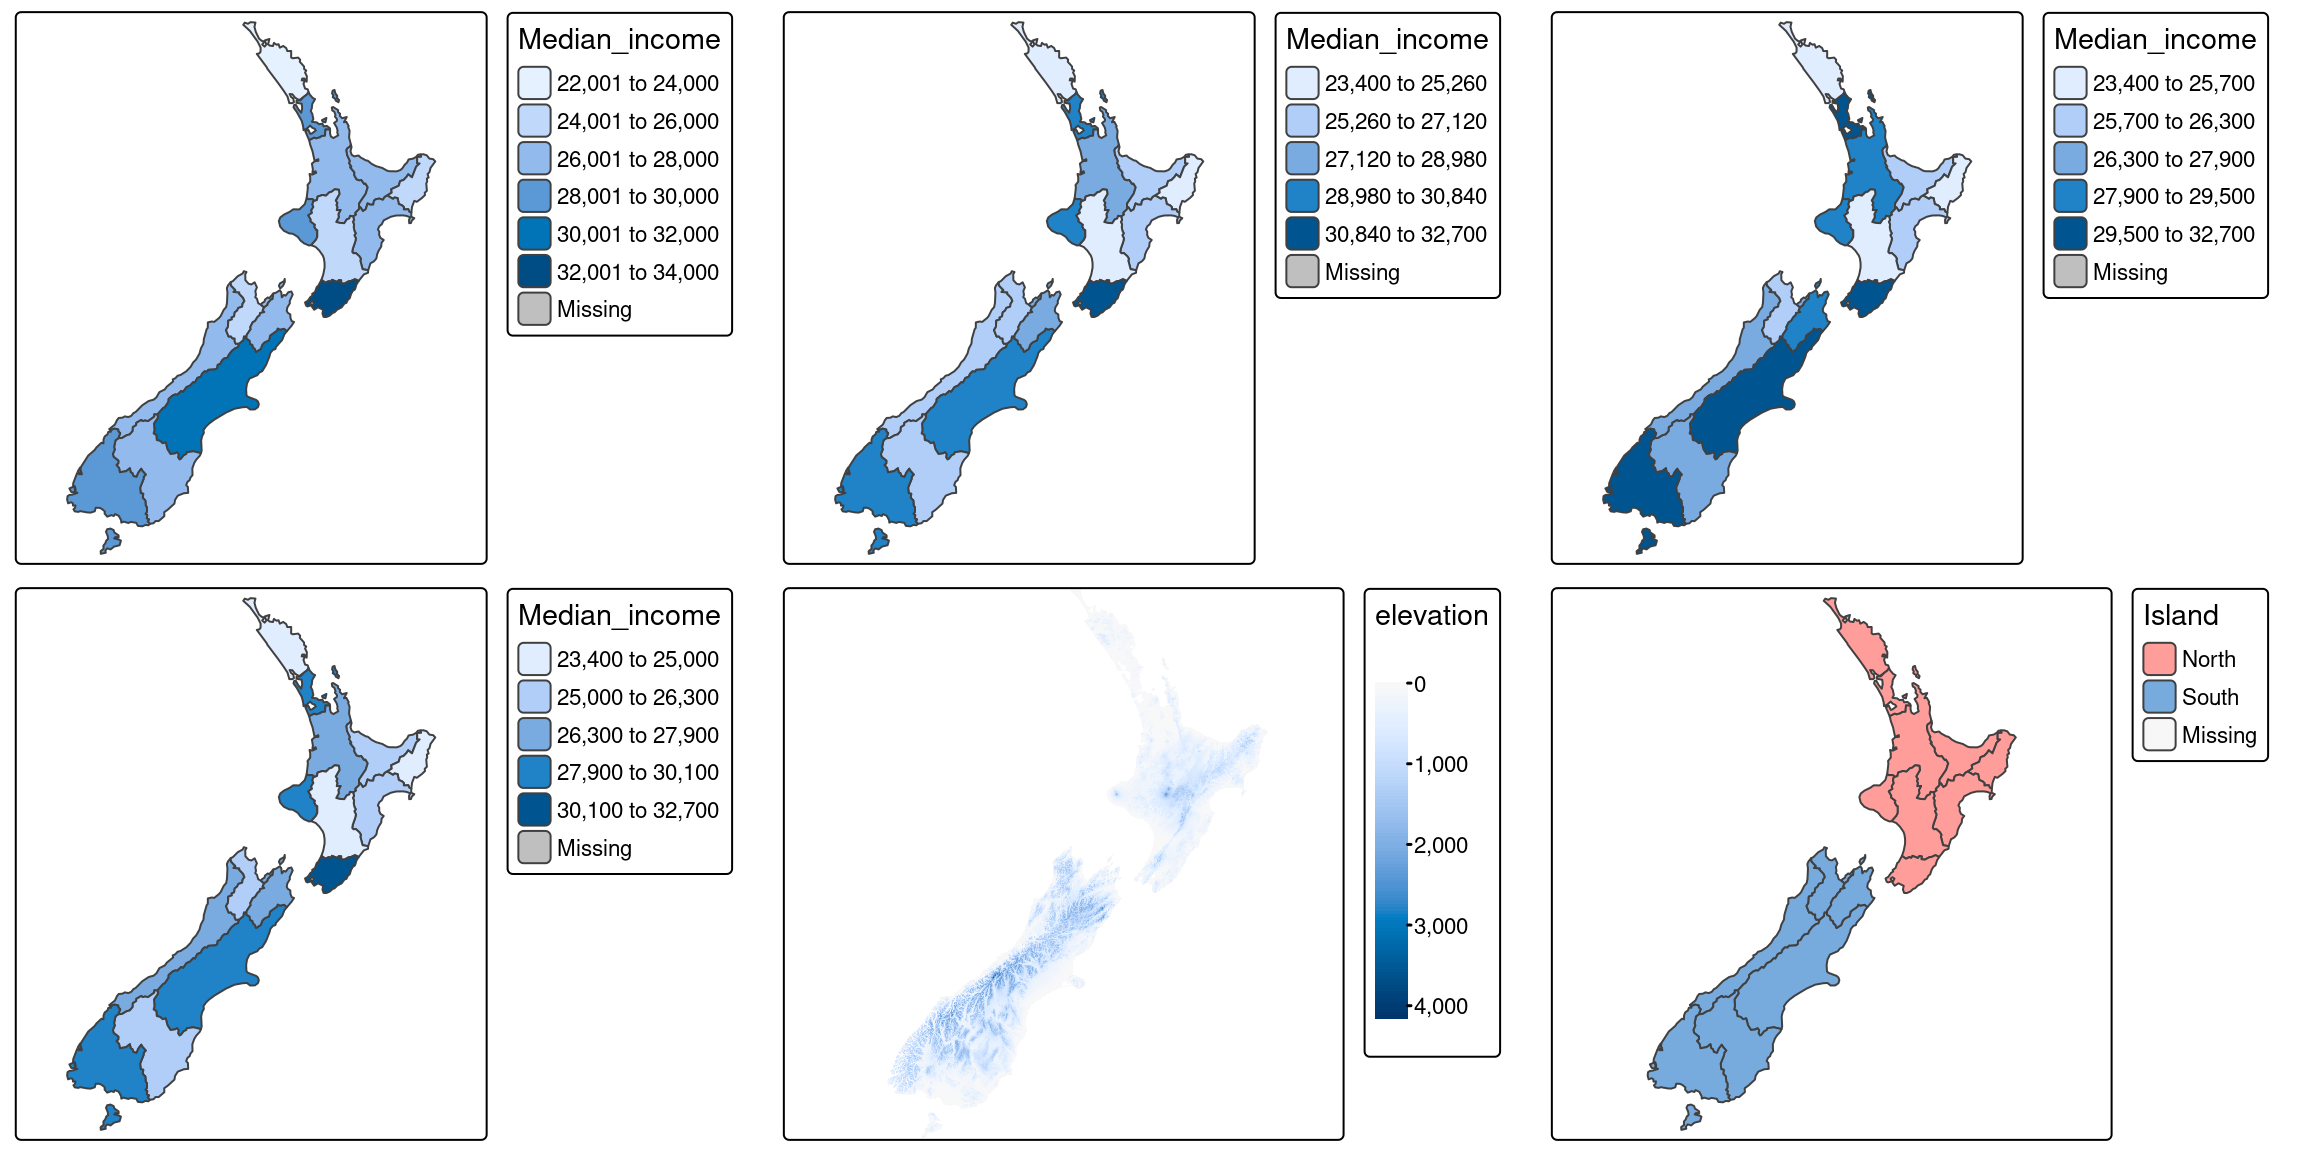 Median_income
22,001 to 24,000
24,001 to 26,000
26,001 to 28,000
28,001 to 30,000
30,001 to 32,000
32,001 to 34,000
Missing
Median_income
23,400 to 25,260
25,260 to 27,120
27,120 to 28,980
28,980 to 30,840
30,840 to 32,700
Missing
Median_income
23,400 to 25,700
25,700 to 26,300
26,300 to 27,900
27,900 to 29,500
29,500 to 32,700
Missing
Median_income
23,400 to 25,000
25,000 to 26,300
26,300 to 27,900
27,900 to 30,100
30,100 to 32,700
Missing
elevation
0
1,000
2,000
3,000
4,000
Island
North
South
Missing